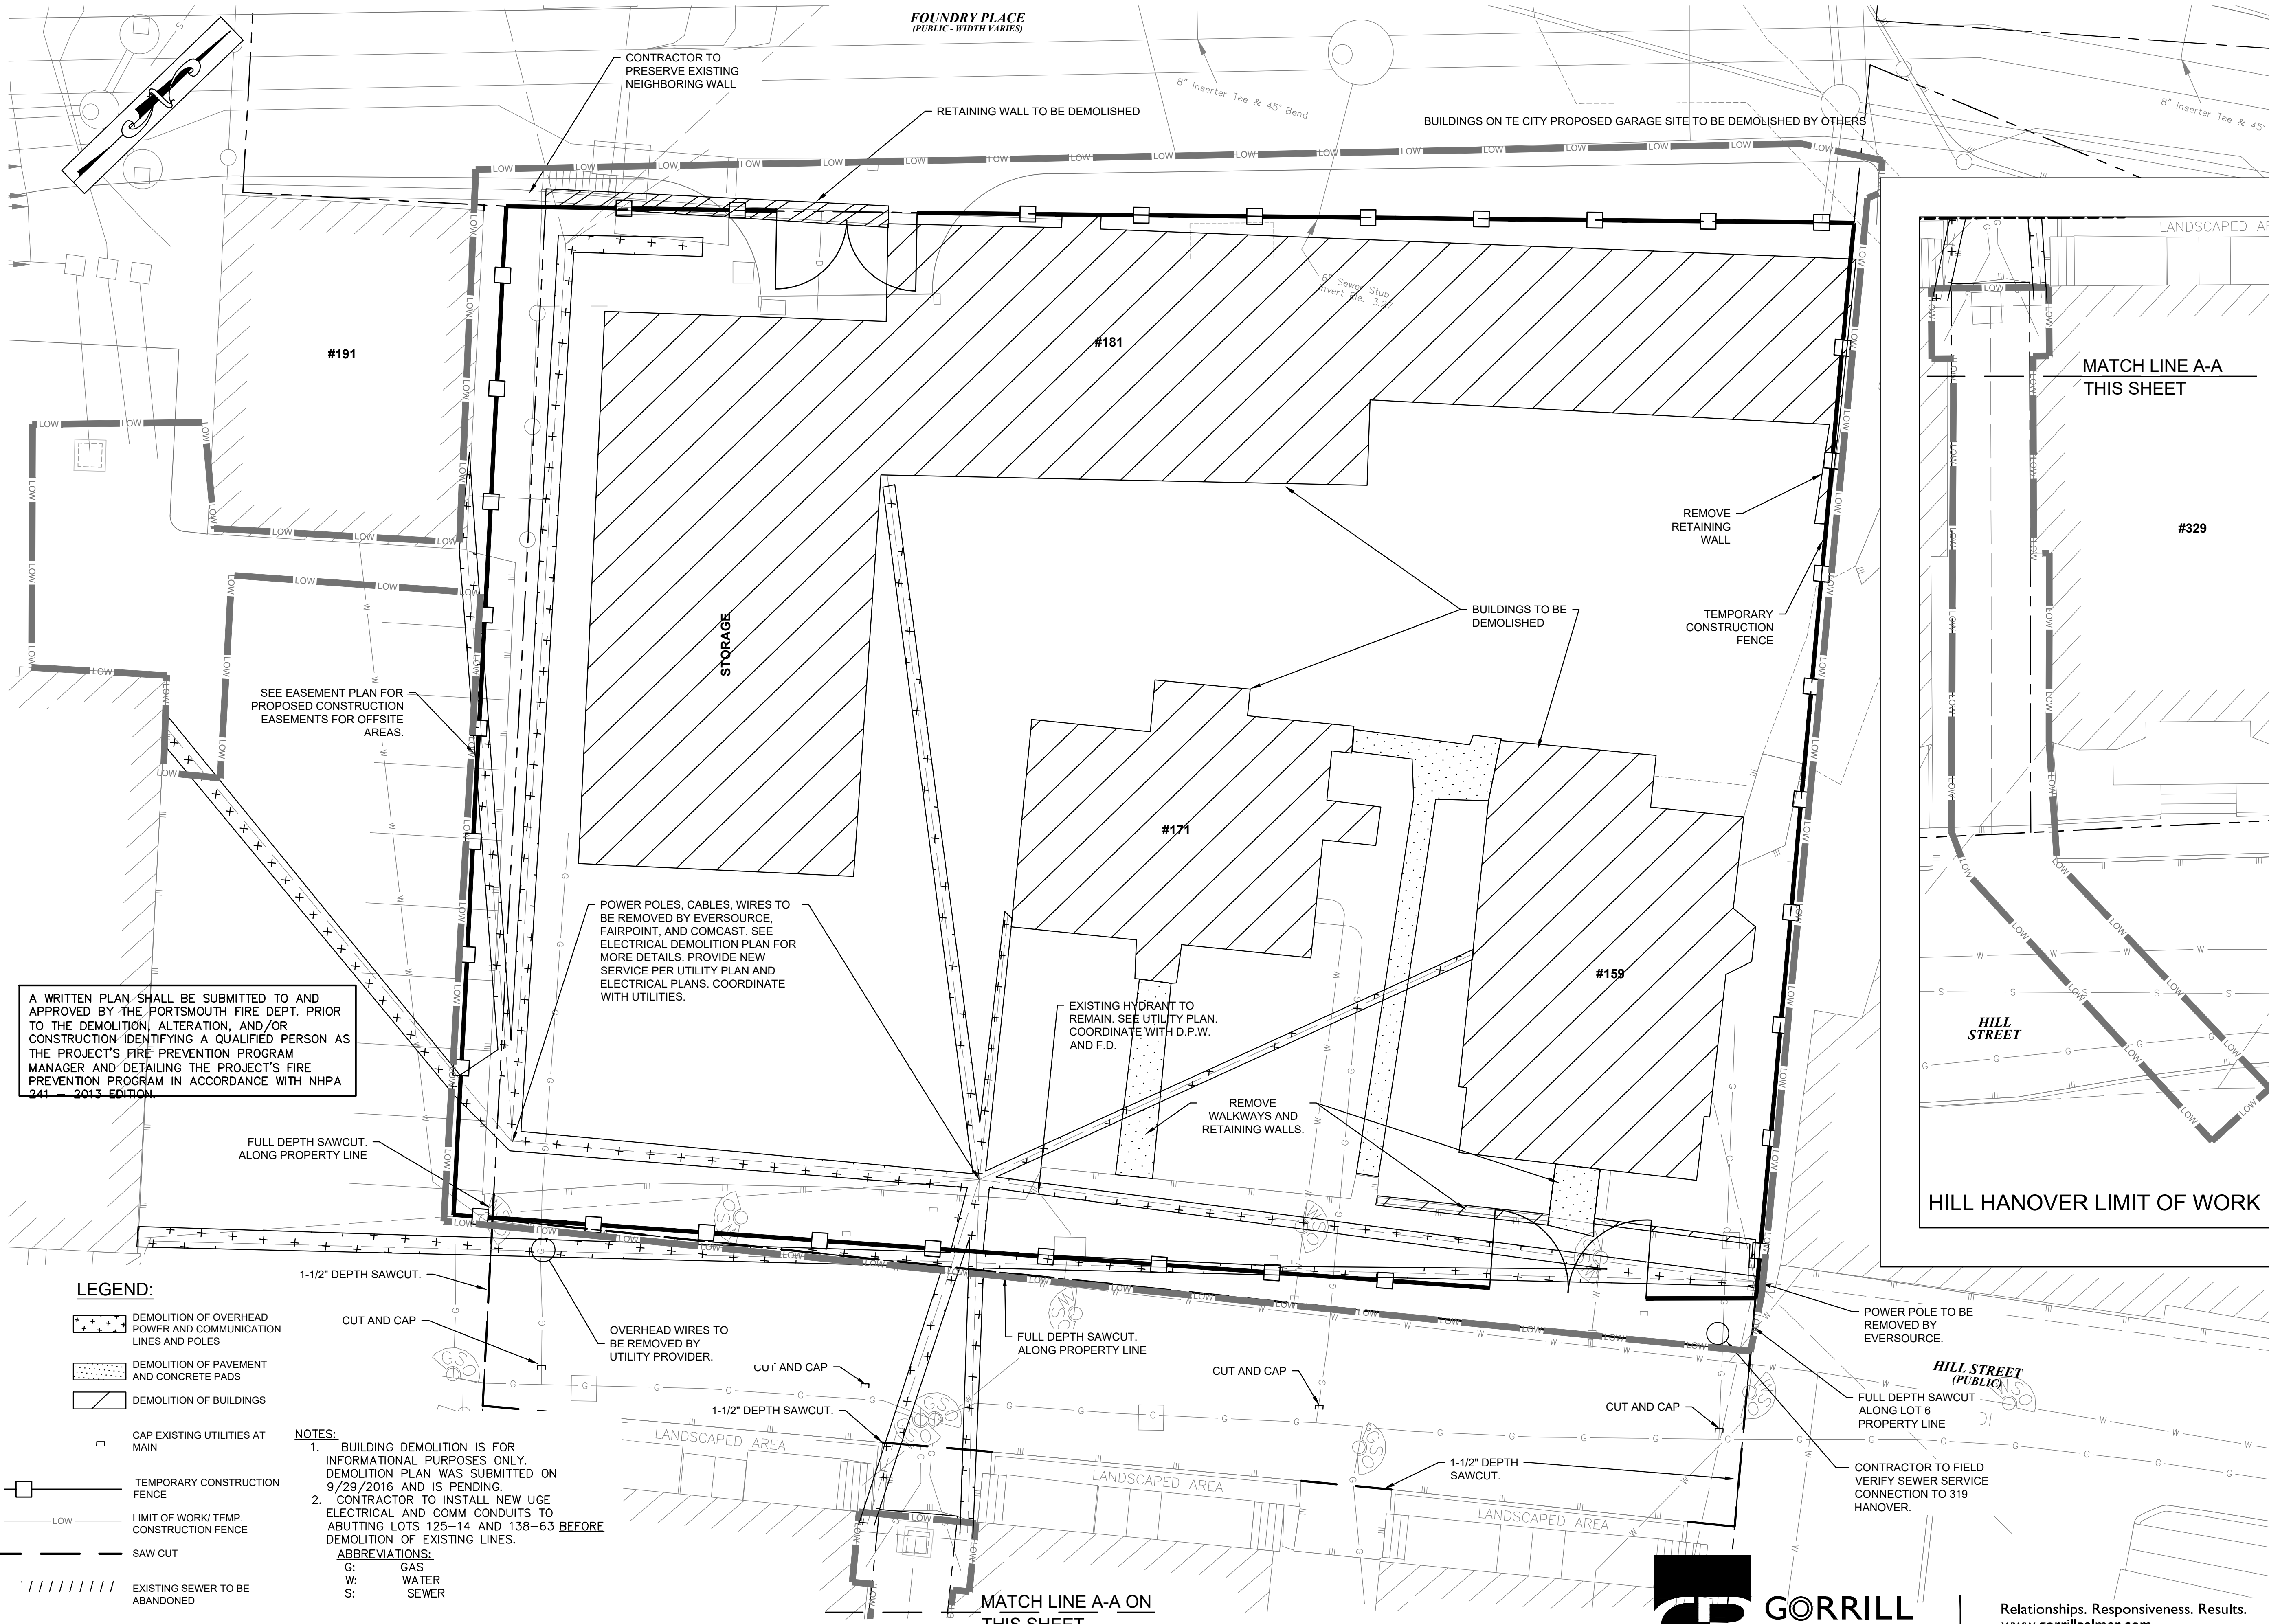 FOUNDRY PLACE
(PUBLIC - WIDTH VARIES)
CONTRACTOR TO
PRESERVE EXISTING
NEIGHBORING WALL
RETAINING WALL TO BE DEMOLISHED
8" Inserter Tee & 45° Bend
BUILDINGS ON TE CITY PROPOSED GARAGE SITE TO BE DEMOLISHED BY OTHERS
8" Inserter Tee & 45°
#191
#181
8" Sewer Stub
Invert Ele: 3.27
STORAGE
REMOVE
RETAINING
WALL
BUILDINGS TO BE
DEMOLISHED
TEMPORARY
CONSTRUCTION
FENCE
SEE EASEMENT PLAN FOR
PROPOSED CONSTRUCTION
EASEMENTS FOR OFFSITE
AREAS.
#171
#159
POWER POLES, CABLES, WIRES TO
BE REMOVED BY EVERSOURCE,
FAIRPOINT, AND COMCAST. SEE
ELECTRICAL DEMOLITION PLAN FOR
MORE DETAILS. PROVIDE NEW
SERVICE PER UTILITY PLAN AND
ELECTRICAL PLANS. COORDINATE
WITH UTILITIES.
EXISTING HYDRANT TO
REMAIN. SEE UTILITY PLAN.
COORDINATE WITH D.P.W.
AND F.D.
A WRITTEN PLAN SHALL BE SUBMITTED TO AND
APPROVED BY THE PORTSMOUTH FIRE DEPT. PRIOR
TO THE DEMOLITION, ALTERATION, AND/OR
CONSTRUCTION IDENTIFYING A QUALIFIED PERSON AS
THE PROJECT'S FIRE PREVENTION PROGRAM
MANAGER AND DETAILING THE PROJECT'S FIRE
PREVENTION PROGRAM IN ACCORDANCE WITH NHPA
241 – 2013 EDITION.
REMOVE
WALKWAYS AND
RETAINING WALLS.
FULL DEPTH SAWCUT.
ALONG PROPERTY LINE
1-1/2" DEPTH SAWCUT.
CUT AND CAP
OVERHEAD WIRES TO
BE REMOVED BY
UTILITY PROVIDER.
CUT AND CAP
FULL DEPTH SAWCUT.
ALONG PROPERTY LINE
CUT AND CAP
1-1/2" DEPTH SAWCUT.
CUT AND CAP
1-1/2" DEPTH
SAWCUT.
POWER POLE TO BE
REMOVED BY
EVERSOURCE.
HILL STREET
(PUBLIC)
FULL DEPTH SAWCUT
ALONG LOT 6
PROPERTY LINE
CONTRACTOR TO FIELD
VERIFY SEWER SERVICE
CONNECTION TO 319
HANOVER.
LANDSCAPED AREA
LANDSCAPED AREA
LANDSCAPED AREA
MATCH LINE A-A ON
THIS SHEET
LANDSCAPED AR
MATCH LINE A-A
THIS SHEET
#329
HILL
STREET
HILL HANOVER LIMIT OF WORK
LEGEND:
DEMOLITION OF OVERHEAD
POWER AND COMMUNICATION
LINES AND POLES
DEMOLITION OF PAVEMENT
AND CONCRETE PADS
DEMOLITION OF BUILDINGS
CAP EXISTING UTILITIES AT
MAIN
TEMPORARY CONSTRUCTION
FENCE
LOW
LIMIT OF WORK/ TEMP.
CONSTRUCTION FENCE
SAW CUT
EXISTING SEWER TO BE
ABANDONED
NOTES:
1. BUILDING DEMOLITION IS FOR
INFORMATIONAL PURPOSES ONLY.
DEMOLITION PLAN WAS SUBMITTED ON
9/29/2016 AND IS PENDING.
2. CONTRACTOR TO INSTALL NEW UGE
ELECTRICAL AND COMM CONDUITS TO
ABUTTING LOTS 125–14 AND 138–63 BEFORE
DEMOLITION OF EXISTING LINES.
ABBREVIATIONS:
G: GAS
W: WATER
S: SEWER
GORRILL
Relationships. Responsiveness. Results.
www.gorrillpalmer.com